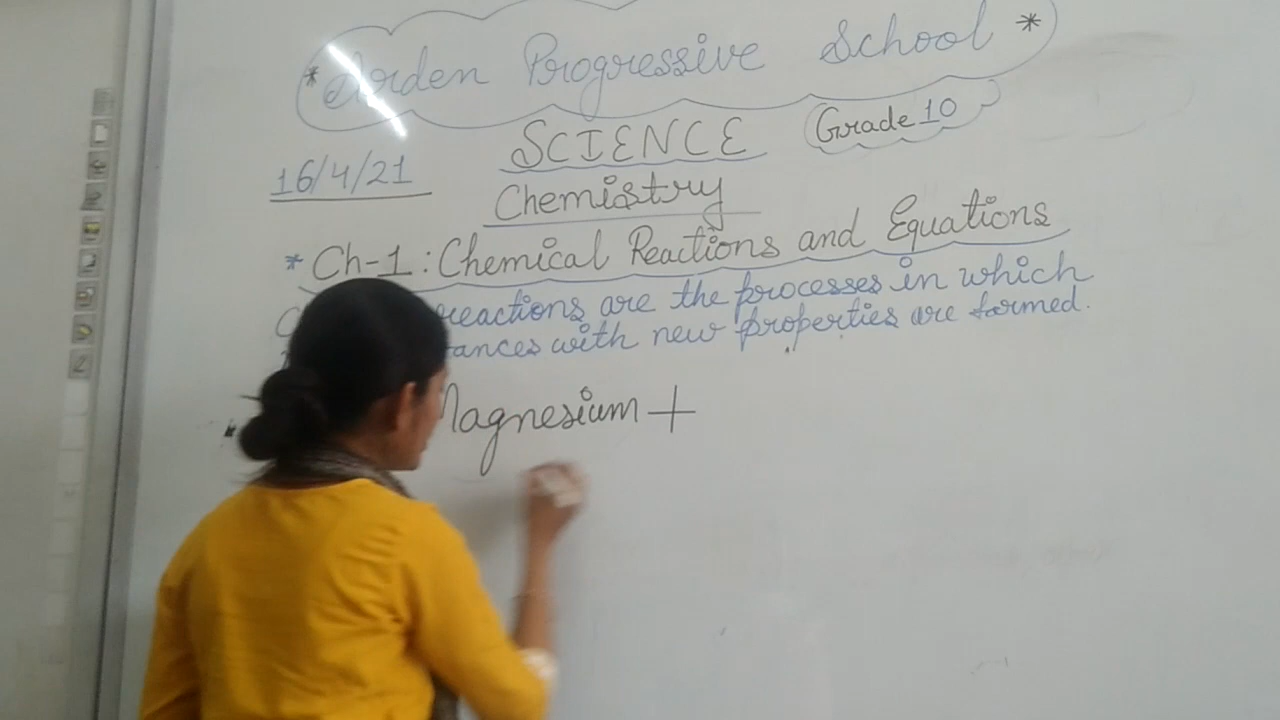 * Arden Progressive School *
SCIENCE Grade 10
16/4/21
Chemistry
* Ch-1 : Chemical Reactions and Equations
reactions are the processes in which
with new properties are formed.
Magnesium +